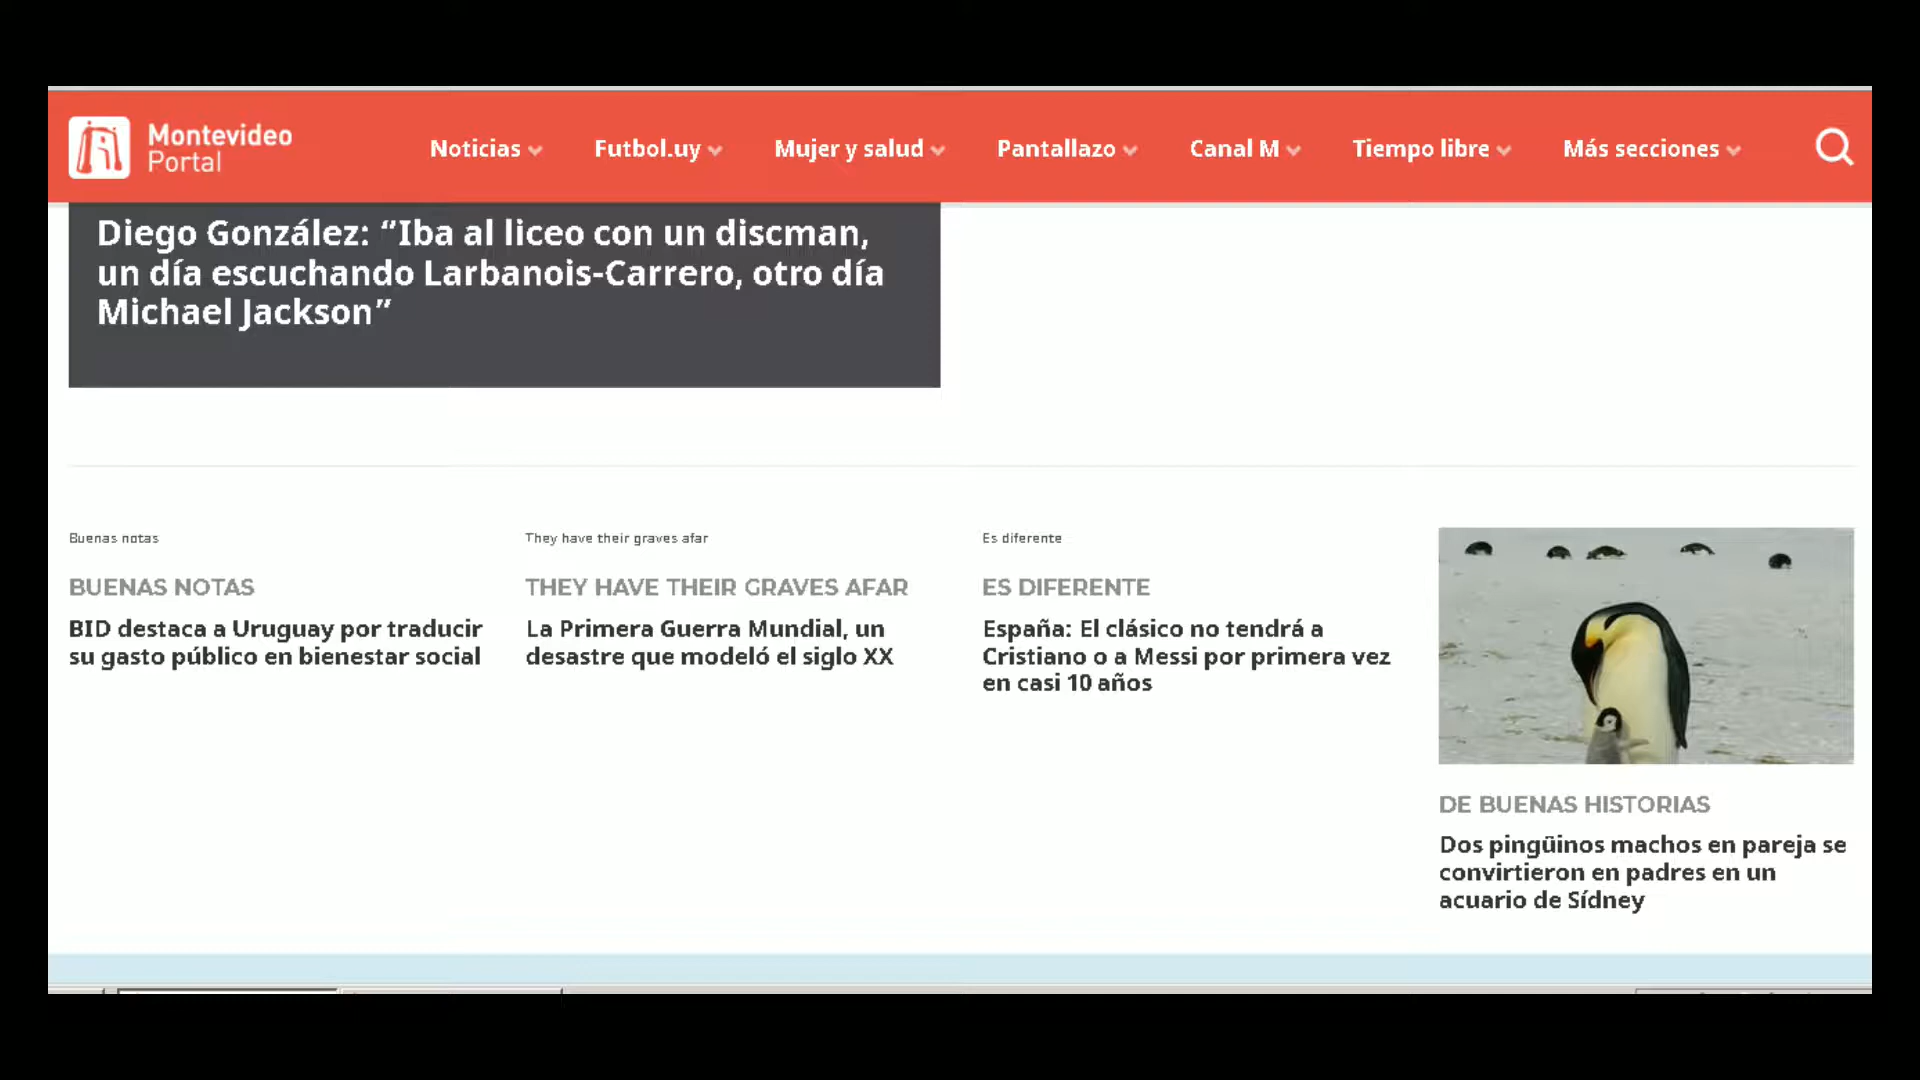 Montevideo
Portal
Noticias
Futbol.uy
Mujer y salud
Pantallazo
Canal M
Tiempo libre
Más secciones
Diego González: “Iba al liceo con un discman,
un día escuchando Larbanois-Carrero, otro día
Michael Jackson”
Buenas notas
BUENAS NOTAS
BID destaca a Uruguay por traducir
su gasto público en bienestar social
They have their graves afar
THEY HAVE THEIR GRAVES AFAR
La Primera Guerra Mundial, un
desastre que modeló el siglo XX
Es diferente
ES DIFERENTE
España: El clásico no tendrá a
Cristiano o a Messi por primera vez
en casi 10 años
DE BUENAS HISTORIAS
Dos pingüinos machos en pareja se
convirtieron en padres en un
acuario de Sídney